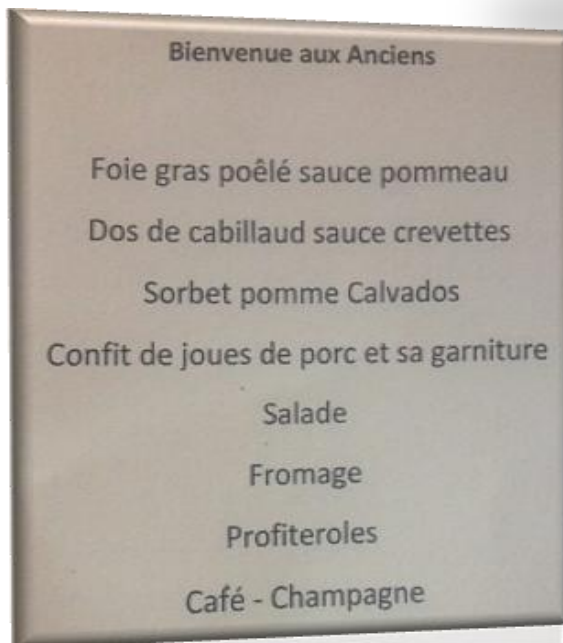 Bienvenue aux Anciens
Foie gras poêlé sauce pommeau
Dos de cabillaud sauce crevettes
Sorbet pomme Calvados
Confit de joues de porc et sa garniture
Salade
Fromage
Profiteroles
Café - Champagne